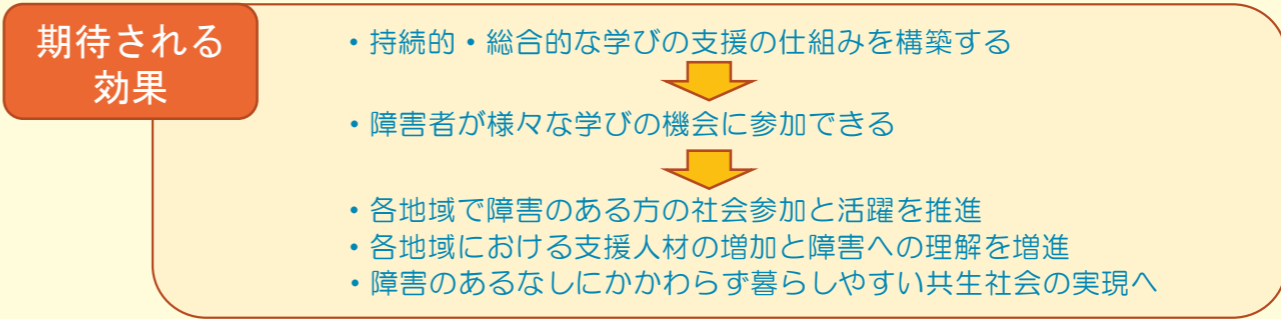 期待される
効果
・持続的・総合的な学びの支援の仕組みを構築する
・障害者が様々な学びの機会に参加できる
・各地域で障害のある方の社会参加と活躍を推進
・各地域における支援人材の増加と障害への理解を増進
・障害のあるなしにかかわらず暮らしやすい共生社会の実現へ